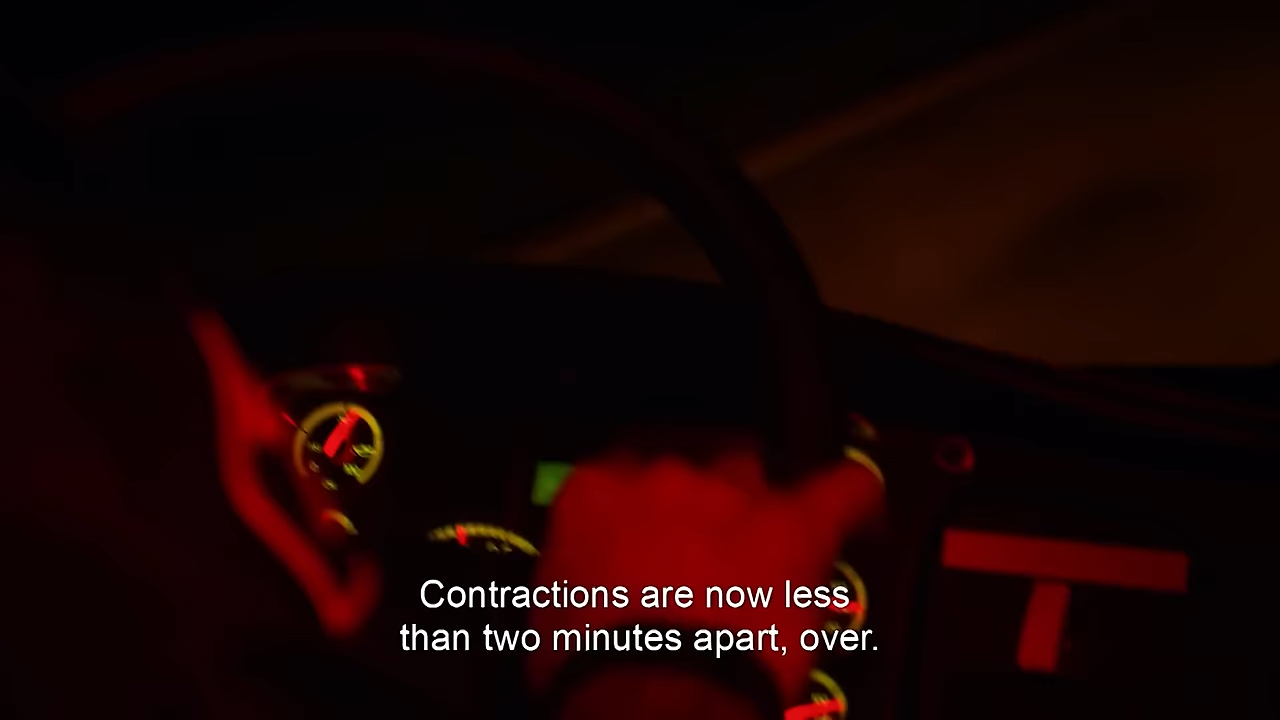 Contractions are now less
than two minutes apart, over.